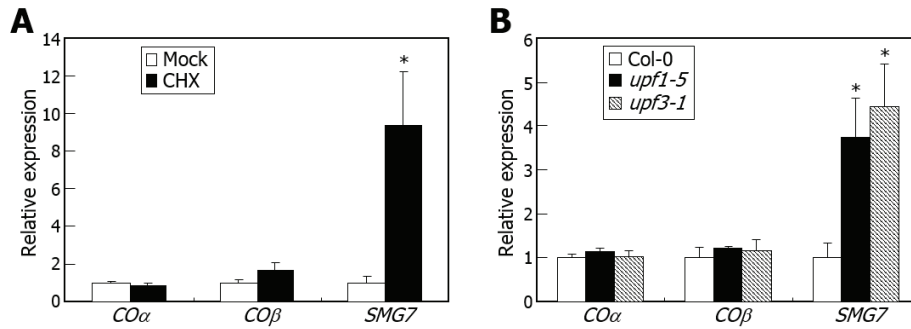 A
Relative expression
14
12
10
8
6
4
2
0
Mock
CHX
*
COα
COβ
SMG7
B
Relative expression
6
5
4
3
2
1
0
Col-0
upf1-5
upf3-1
*
*
COα
COβ
SMG7